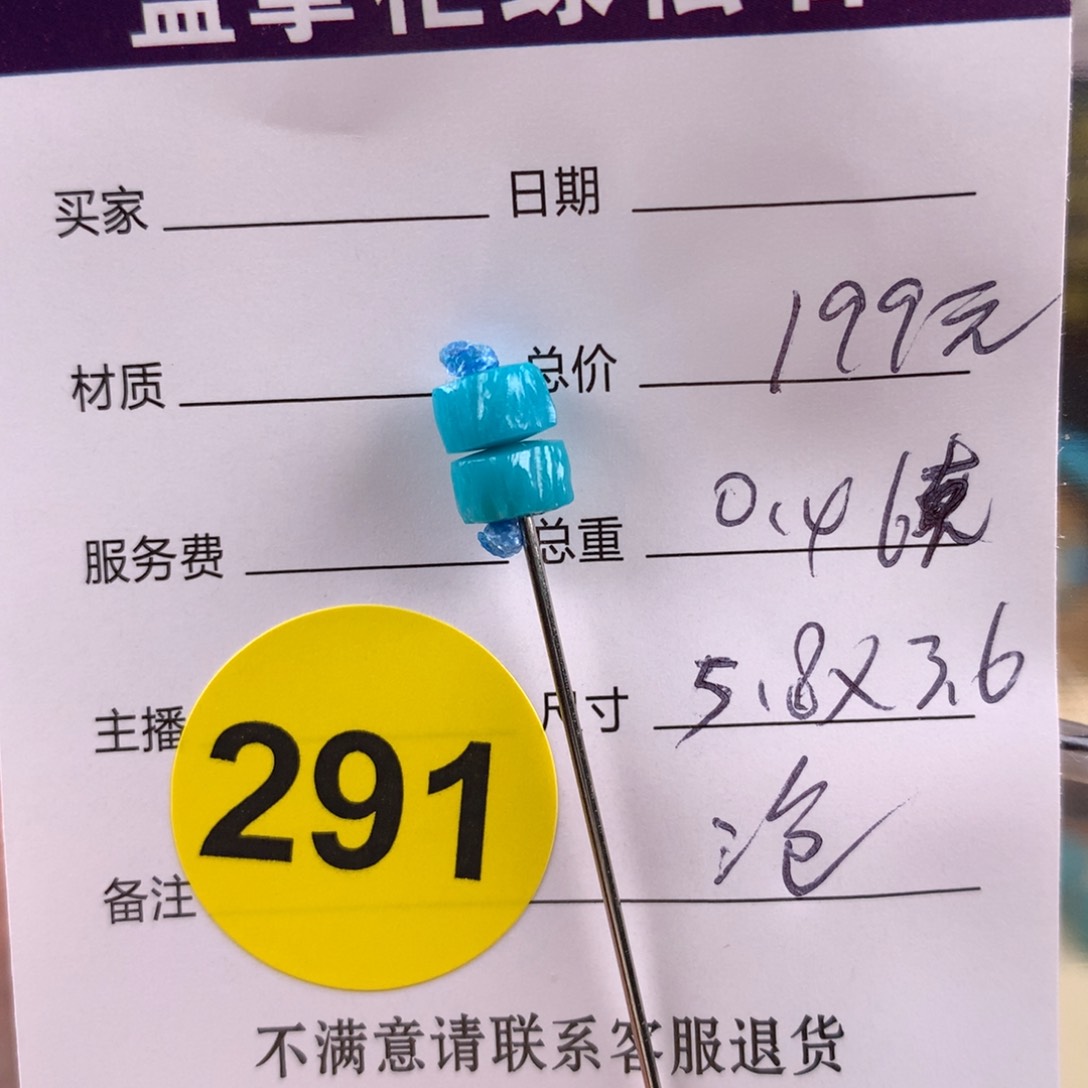 买家 日期
材质 总价 199元
服务费 总重 0.46克
主播 尺寸 5.8X3.6
291
备注
不满意请联系客服退货